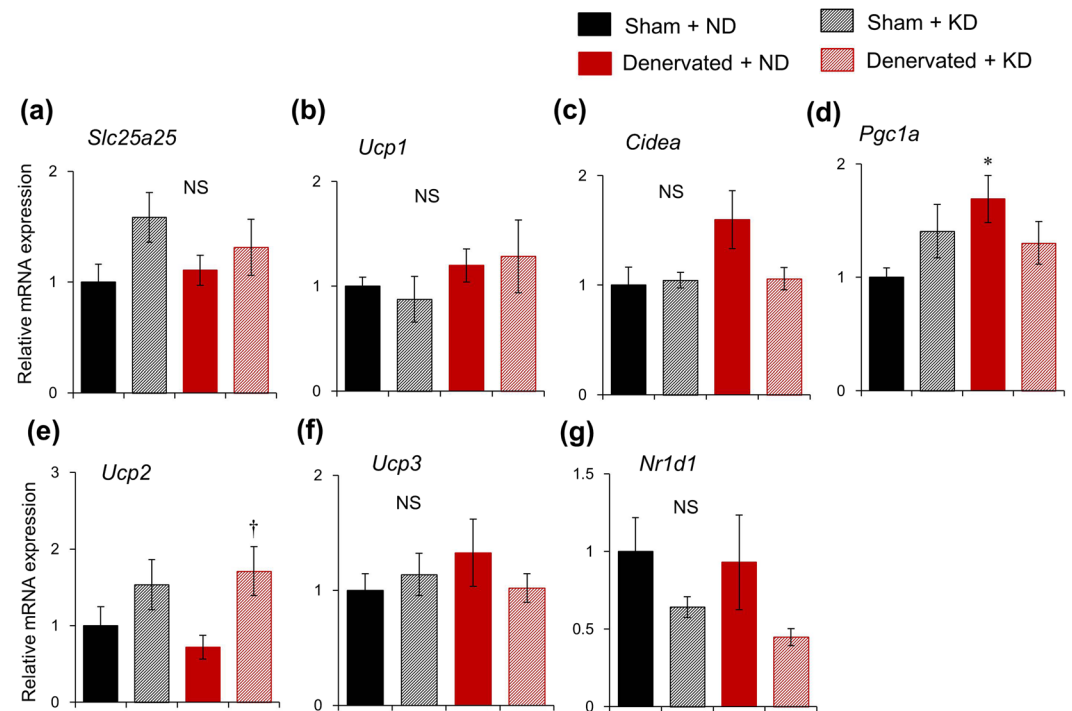 Sham + ND
Sham + KD
Denervated + ND
Denervated + KD
(a)
Slc25a25
Relative mRNA expression
2
1
0
NS
(b)
Ucp1
2
1
0
NS
(c)
Cidea
2
1
0
NS
(d)
Pgc1a
2
1
0
*
(e)
Ucp2
Relative mRNA expression
3
2
1
0
†
(f)
Ucp3
2
1
0
NS
(g)
Nr1d1
1.5
1
0.5
0
NS